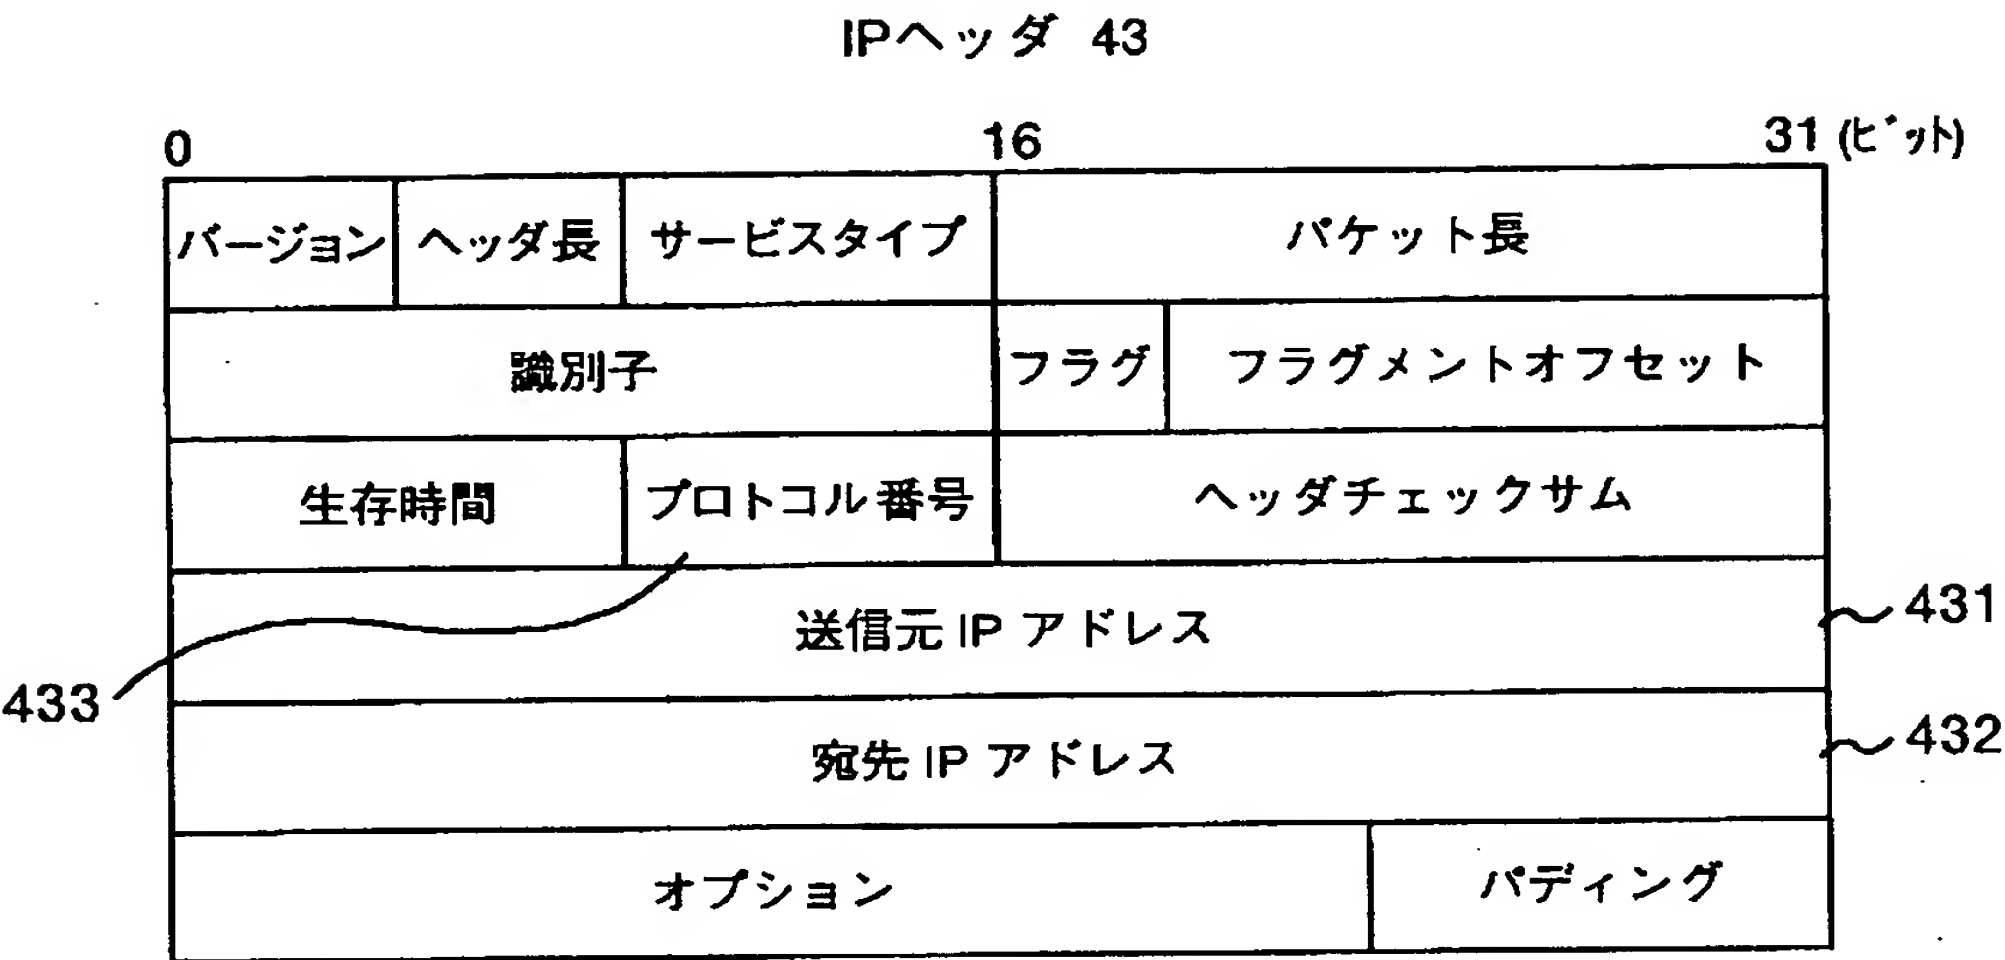 IPヘッダ 43
0 16 31 (ビット)
バージョン ヘッダ長 サービスタイプ パケット長
識別子 フラグ フラグメントオフセット
生存時間 プロトコル番号 ヘッダチェックサム
送信元 IP アドレス 431
433
宛先 IP アドレス 432
オプション パディング